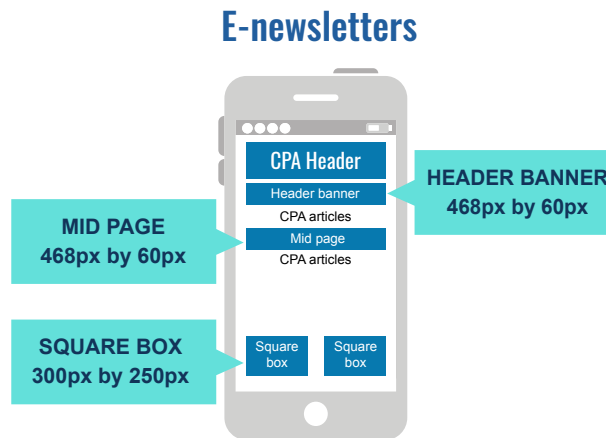 E-newsletters
CPA Header
Header banner
HEADER BANNER
468px by 60px
CPA articles
MID PAGE
468px by 60px
Mid page
CPA articles
SQUARE BOX
300px by 250px
Square
box
Square
box